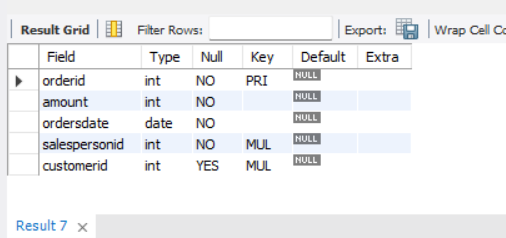 Result Grid Filter Rows: Export: Wrap Cell Co
Field Type Null Key Default Extra
orderid int NO PRI NULL
amount int NO NULL
ordersdate date NO NULL
salespersonid int NO MUL NULL
customerid int YES MUL NULL
Result 7